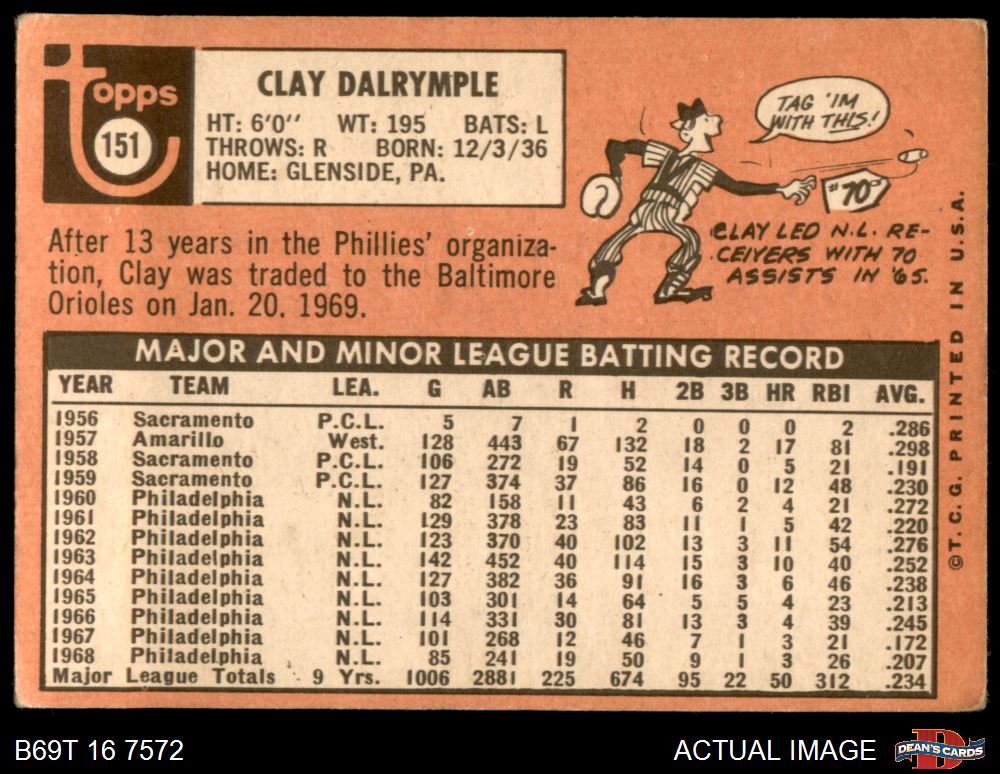 topps
151
CLAY DALRYMPLE
HT: 6'0" WT: 195 BATS: L
THROWS: R BORN: 12/3/36
HOME: GLENSIDE, PA.
TAG 'IM
WITH THIS!
#70
CLAY LED N.L. RE-
CEIVERS WITH 70
ASSISTS IN '65.
After 13 years in the Phillies' organiza-
tion, Clay was traded to the Baltimore
Orioles on Jan. 20, 1969.
MAJOR AND MINOR LEAGUE BATTING RECORD
YEAR TEAM LEA. G AB R H 2B 3B HR RBI AVG.
1956 Sacramento P.C.L. 5 7 1 2 0 0 0 2 .286
1957 Amarillo West. 128 443 67 132 18 2 17 81 .298
1958 Sacramento P.C.L. 106 272 19 52 14 0 5 21 .191
1959 Sacramento P.C.L. 127 374 37 86 16 0 12 48 .230
1960 Philadelphia N.L. 82 158 11 43 6 2 4 21 .272
1961 Philadelphia N.L. 129 378 23 83 11 1 5 42 .220
1962 Philadelphia N.L. 123 370 40 102 13 3 11 54 .276
1963 Philadelphia N.L. 142 452 40 114 15 3 10 40 .252
1964 Philadelphia N.L. 127 382 36 91 16 3 6 46 .238
1965 Philadelphia N.L. 103 301 14 64 5 5 4 23 .213
1966 Philadelphia N.L. 114 331 30 81 13 3 4 39 .245
1967 Philadelphia N.L. 101 268 12 46 7 1 3 21 .172
1968 Philadelphia N.L. 85 241 19 50 9 1 3 26 .207
Major League Totals 9 Yrs. 1006 2881 225 674 95 22 50 312 .234
©T.C.G. PRINTED IN U.S.A.
B69T 16 7572
ACTUAL IMAGE
DEAN'S CARDS